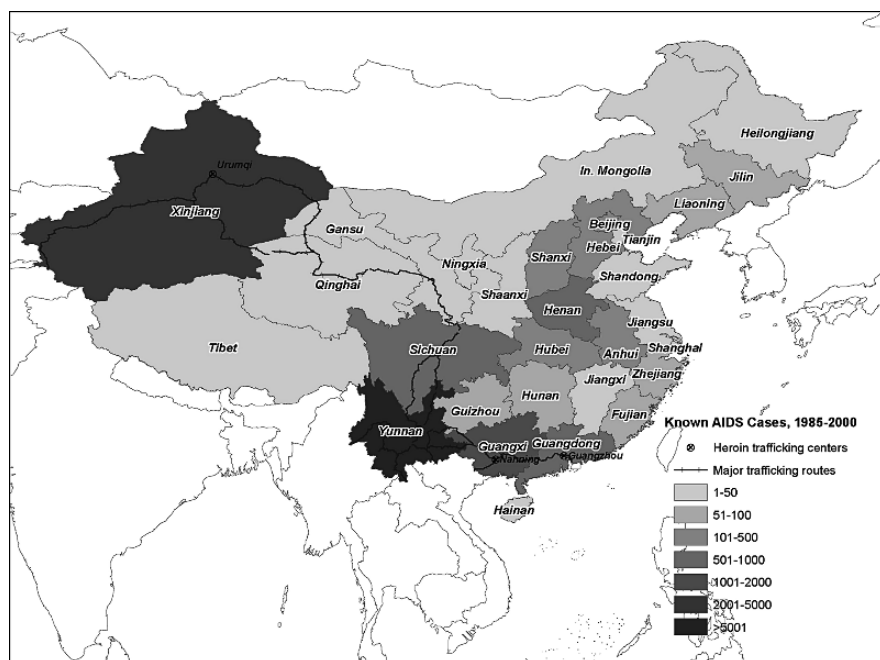 Heilongjiang
Urumqi
In. Mongolia
Jilin
Xinjiang
Liaoning
Gansu
Beijing
Tianjin
Hebei
Ningxia
Shanxi
Shandong
Qinghai
Shaanxi
Henan
Jiangsu
Tibet
Sichuan
Hubei
Anhui
Shanghai
Zhejiang
Jiangxi
Hunan
Guizhou
Fujian
Yunnan
Guangxi
Guangdong
Nanning
Guangzhou
Hainan
Known AIDS Cases, 1985-2000
Heroin trafficking centers
Major trafficking routes
1-50
51-100
101-500
501-1000
1001-2000
2001-5000
>5001